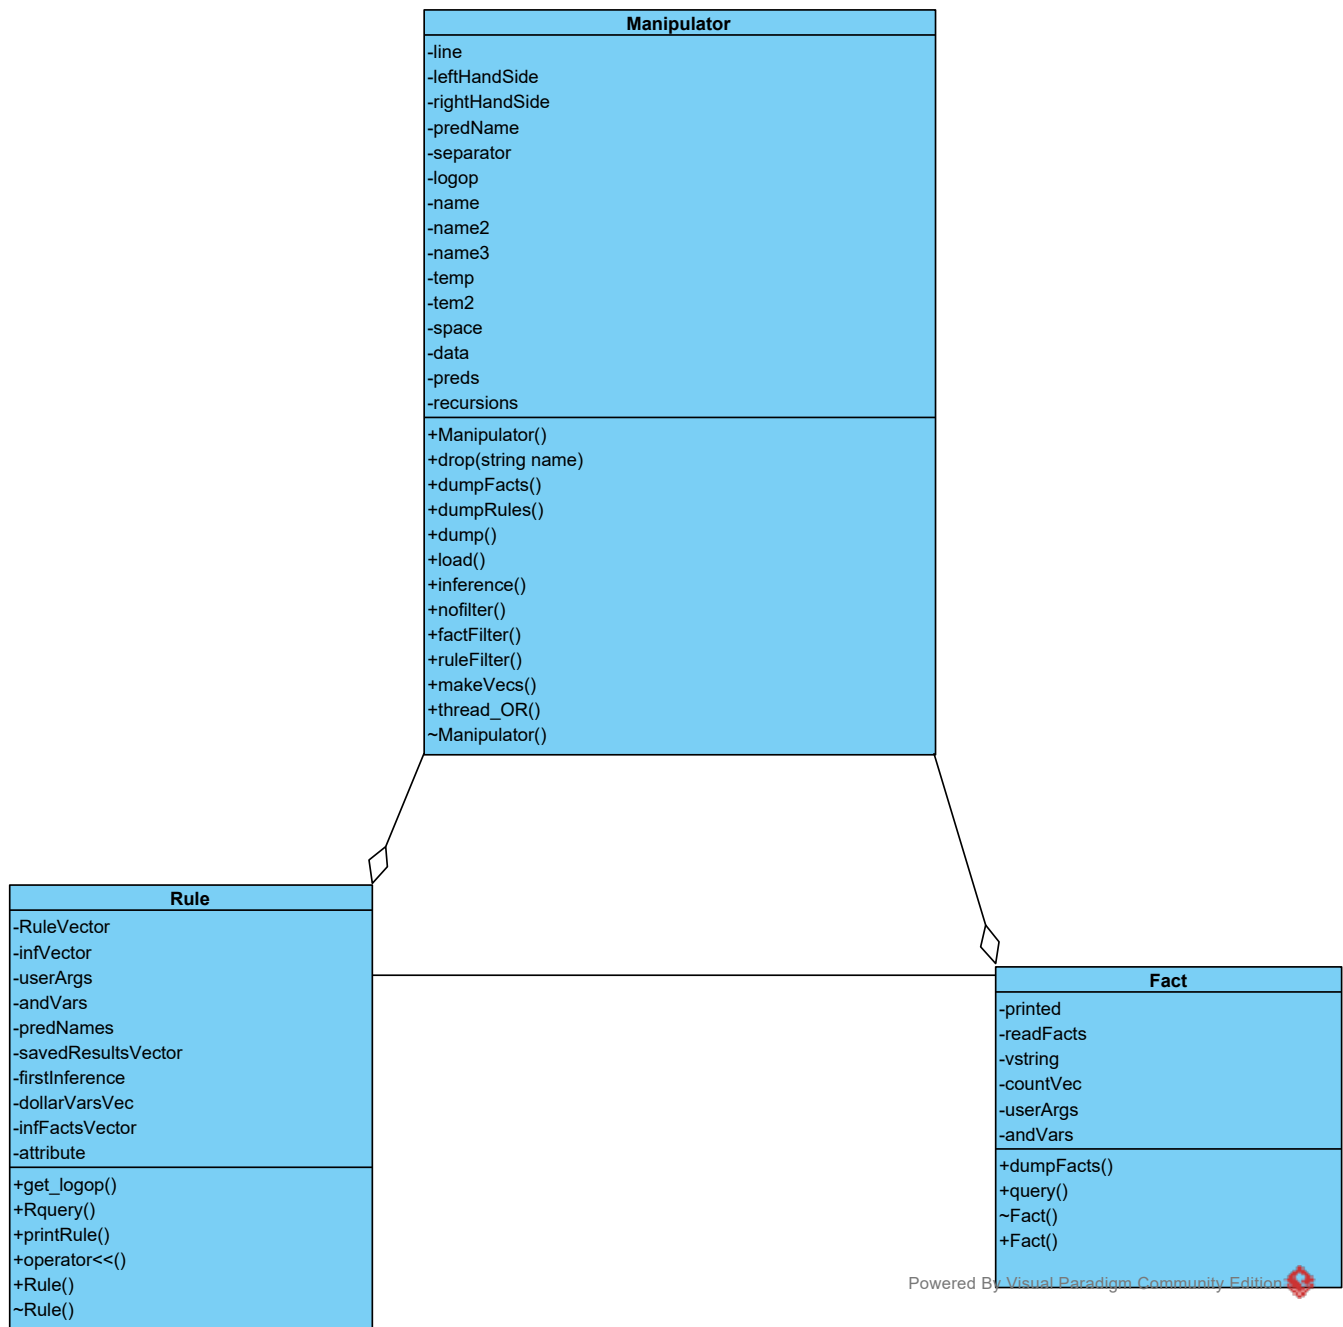 Manipulator
-line
-leftHandSide
-rightHandSide
-predName
-separator
-logop
-name
-name2
-name3
-temp
-tem2
-space
-data
-preds
-recursions
+Manipulator()
+drop(string name)
+dumpFacts()
+dumpRules()
+dump()
+load()
+inference()
+nofilter()
+factFilter()
+ruleFilter()
+makeVecs()
+thread_OR()
~Manipulator()
Rule
-RuleVector
-infVector
-userArgs
-andVars
-predNames
-savedResultsVector
-firstInference
-dollarVarsVec
-infFactsVector
-attribute
+get_logop()
+Rquery()
+printRule()
+operator<<()
+Rule()
~Rule()
Fact
-printed
-readFacts
-vstring
-countVec
-userArgs
-andVars
+dumpFacts()
+query()
~Fact()
+Fact()
Powered By Visual Paradigm Community Edition